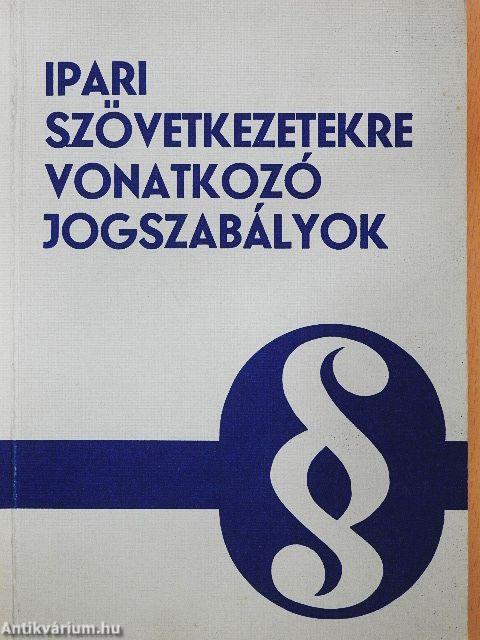 IPARI
SZÖVETKEZETEKRE
VONATKOZÓ
JOGSZABÁLYOK
§
Antikvárium.hu